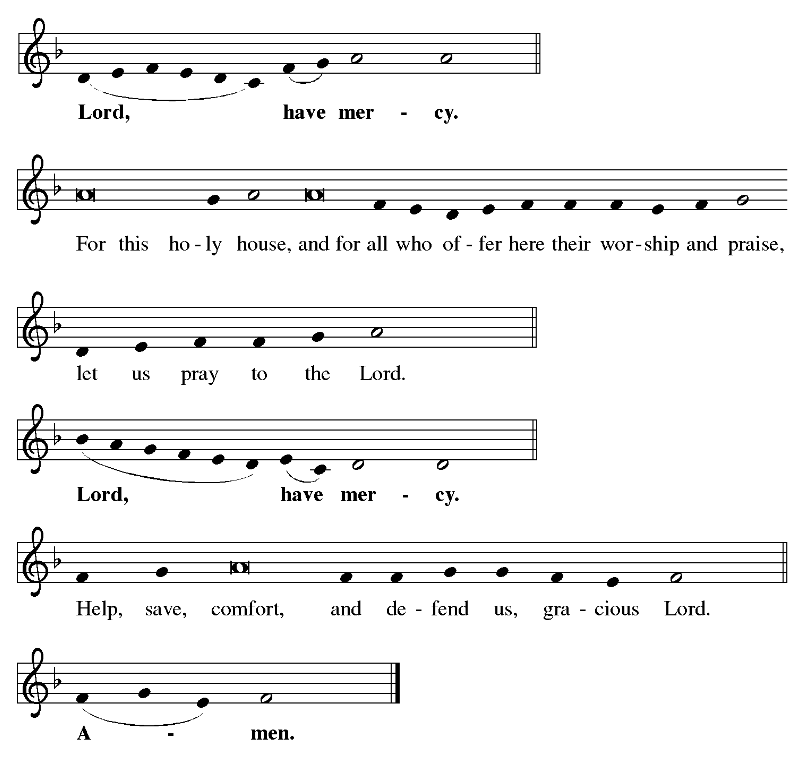 Lord, have mer - cy.
For this ho - ly house, and for all who of - fer here their wor - ship and praise,
let us pray to the Lord.
Lord, have mer - cy.
Help, save, comfort, and de - fend us, gra - cious Lord.
A - men.